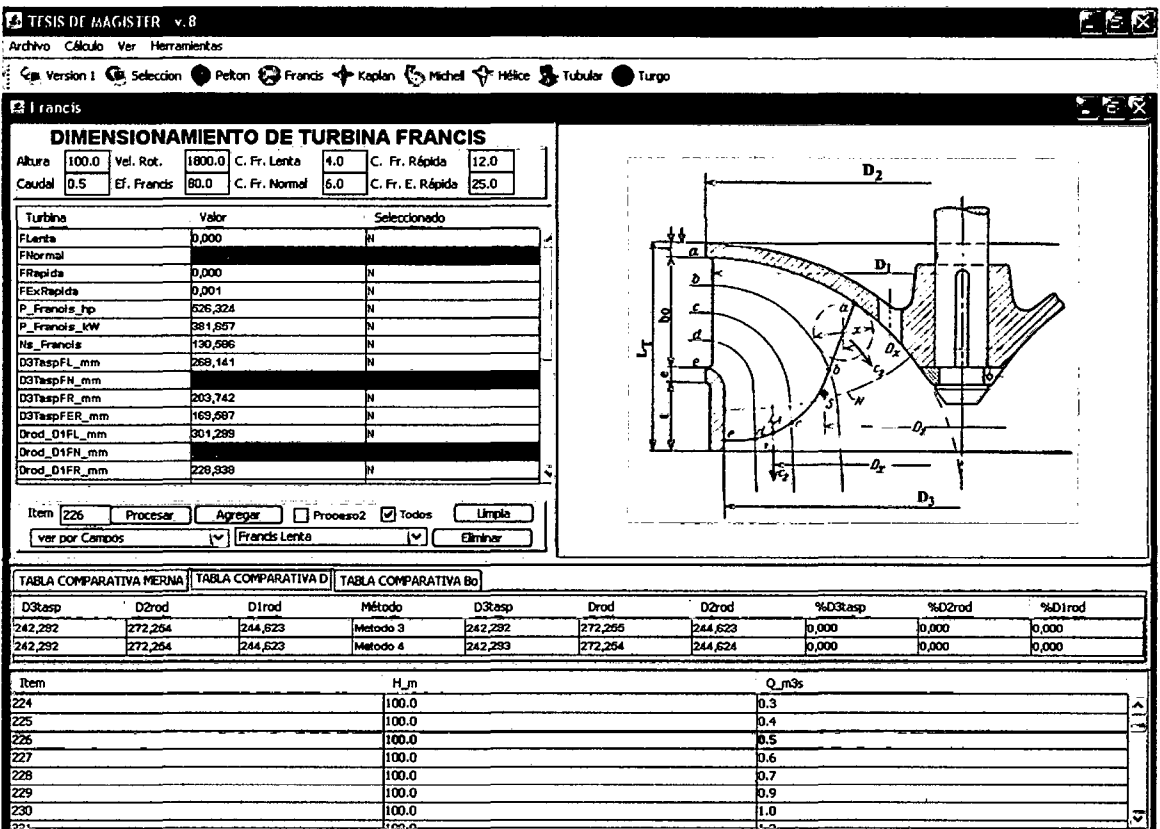 TESIS DE MAGISTER v.8
Archivo Cálculo Ver Herramientas
Version 1 Seleccion Pelton Francis Kaplan Michell Hélice Tubular Turgo
Francis
DIMENSIONAMIENTO DE TURBINA FRANCIS
Altura 100.0 Vel. Rot. 1800.0 C. Fr. Lenta 4.0 C. Fr. Rápida 12.0
Caudal 0.5 Ef. Francis 80.0 C. Fr. Normal 6.0 C. Fr. E. Rápida 25.0
Turbina Valor Seleccionado
FLenta 0,000 N
FNormal
FRapida 0,000 N
FExRapida 0,001 N
P_Francis_hp 526,324 N
P_Francis_kW 381,657 N
Ns_Francis 130,586 N
D3TaspFL_mm 268,141 N
D3TaspFN_mm
D3TaspFR_mm 203,742 N
D3TaspFER_mm 169,587 N
Drod_D1FL_mm 301,299 N
Drod_D1FN_mm
Drod_D1FR_mm 228,938 N
Item 226 Procesar Agregar Proceso2 Todos Limpia
ver por Campos Francis Lenta Eliminar
D2
a
D1
b
bo
c
a
x
d
Dx
LT
e
b
c2
e
S
N
Dx
e
d
c
Dx
c2
D3
TABLA COMPARATIVA MERNA TABLA COMPARATIVA D TABLA COMPARATIVA Bo
D3tasp D2rod D1rod Método D3tasp Drod D2rod %D3tasp %D2rod %D1rod
242,292 272,254 244,623 Metodo 3 242,292 272,255 244,623 0,000 0,000 0,000
242,292 272,254 244,623 Metodo 4 242,293 272,254 244,624 0,000 0,000 0,000
Item H_m Q_m3s
224 100.0 0.3
225 100.0 0.4
226 100.0 0.5
227 100.0 0.6
228 100.0 0.7
229 100.0 0.9
230 100.0 1.0